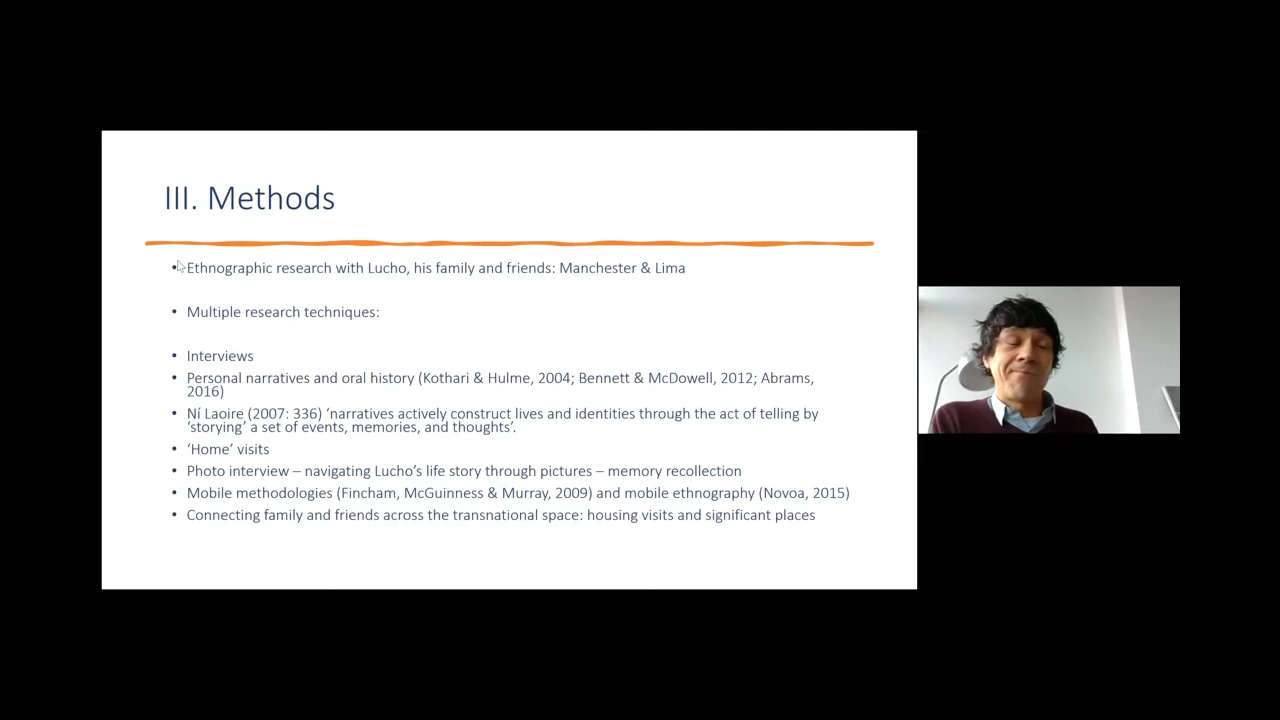 III. Methods
• Ethnographic research with Lucho, his family and friends: Manchester & Lima
• Multiple research techniques:
• Interviews
• Personal narratives and oral history (Kothari & Hulme, 2004; Bennett & McDowell, 2012; Abrams,
2016)
• Ní Laoire (2007: 336) ‘narratives actively construct lives and identities through the act of telling by
‘storying’ a set of events, memories, and thoughts’.
• ‘Home’ visits
• Photo interview – navigating Lucho’s life story through pictures – memory recollection
• Mobile methodologies (Fincham, McGuinness & Murray, 2009) and mobile ethnography (Novoa, 2015)
• Connecting family and friends across the transnational space: housing visits and significant places